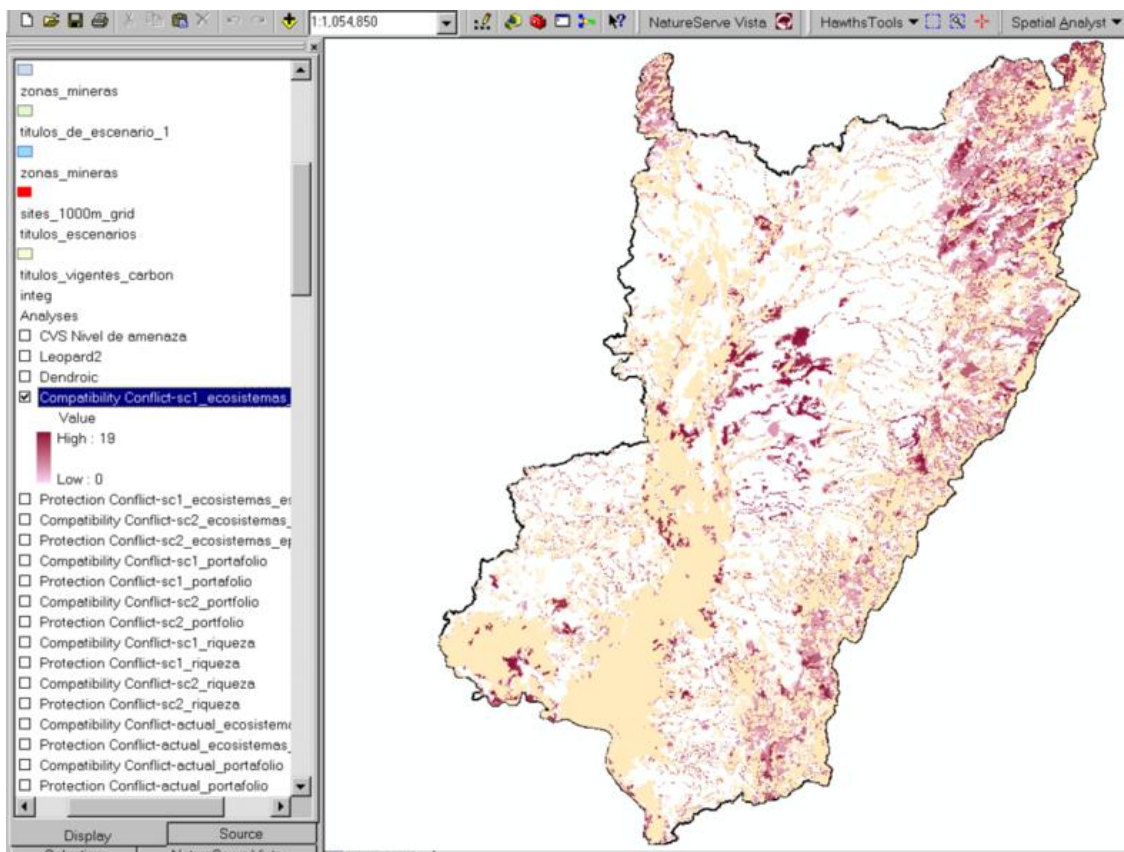 1:1,054,850
NatureServe Vista
HawthsTools
Spatial Analyst
zonas_mineras
titulos_de_escenario_1
zonas_mineras
sites_1000m_grid
titulos_escenarios
titulos_vigentes_carbon
integ
Analyses
CVS Nivel de amenaza
Leopard2
Dendroic
Compatibility Conflict-sc1_ecosistemas_
Value
High : 19
Low : 0
Protection Conflict-sc1_ecosistemas_es
Compatibility Conflict-sc2_ecosistemas_
Protection Conflict-sc2_ecosistemas_ep
Compatibility Conflict-sc1_portafolio
Protection Conflict-sc1_portafolio
Compatibility Conflict-sc2_portfolio
Protection Conflict-sc2_portfolio
Compatibility Conflict-sc1_riqueza
Protection Conflict-sc1_riqueza
Compatibility Conflict-sc2_riqueza
Protection Conflict-sc2_riqueza
Compatibility Conflict-actual_ecosistema
Protection Conflict-actual_ecosistemas_
Compatibility Conflict-actual_portafolio
Protection Conflict-actual_portafolio
Display
Source